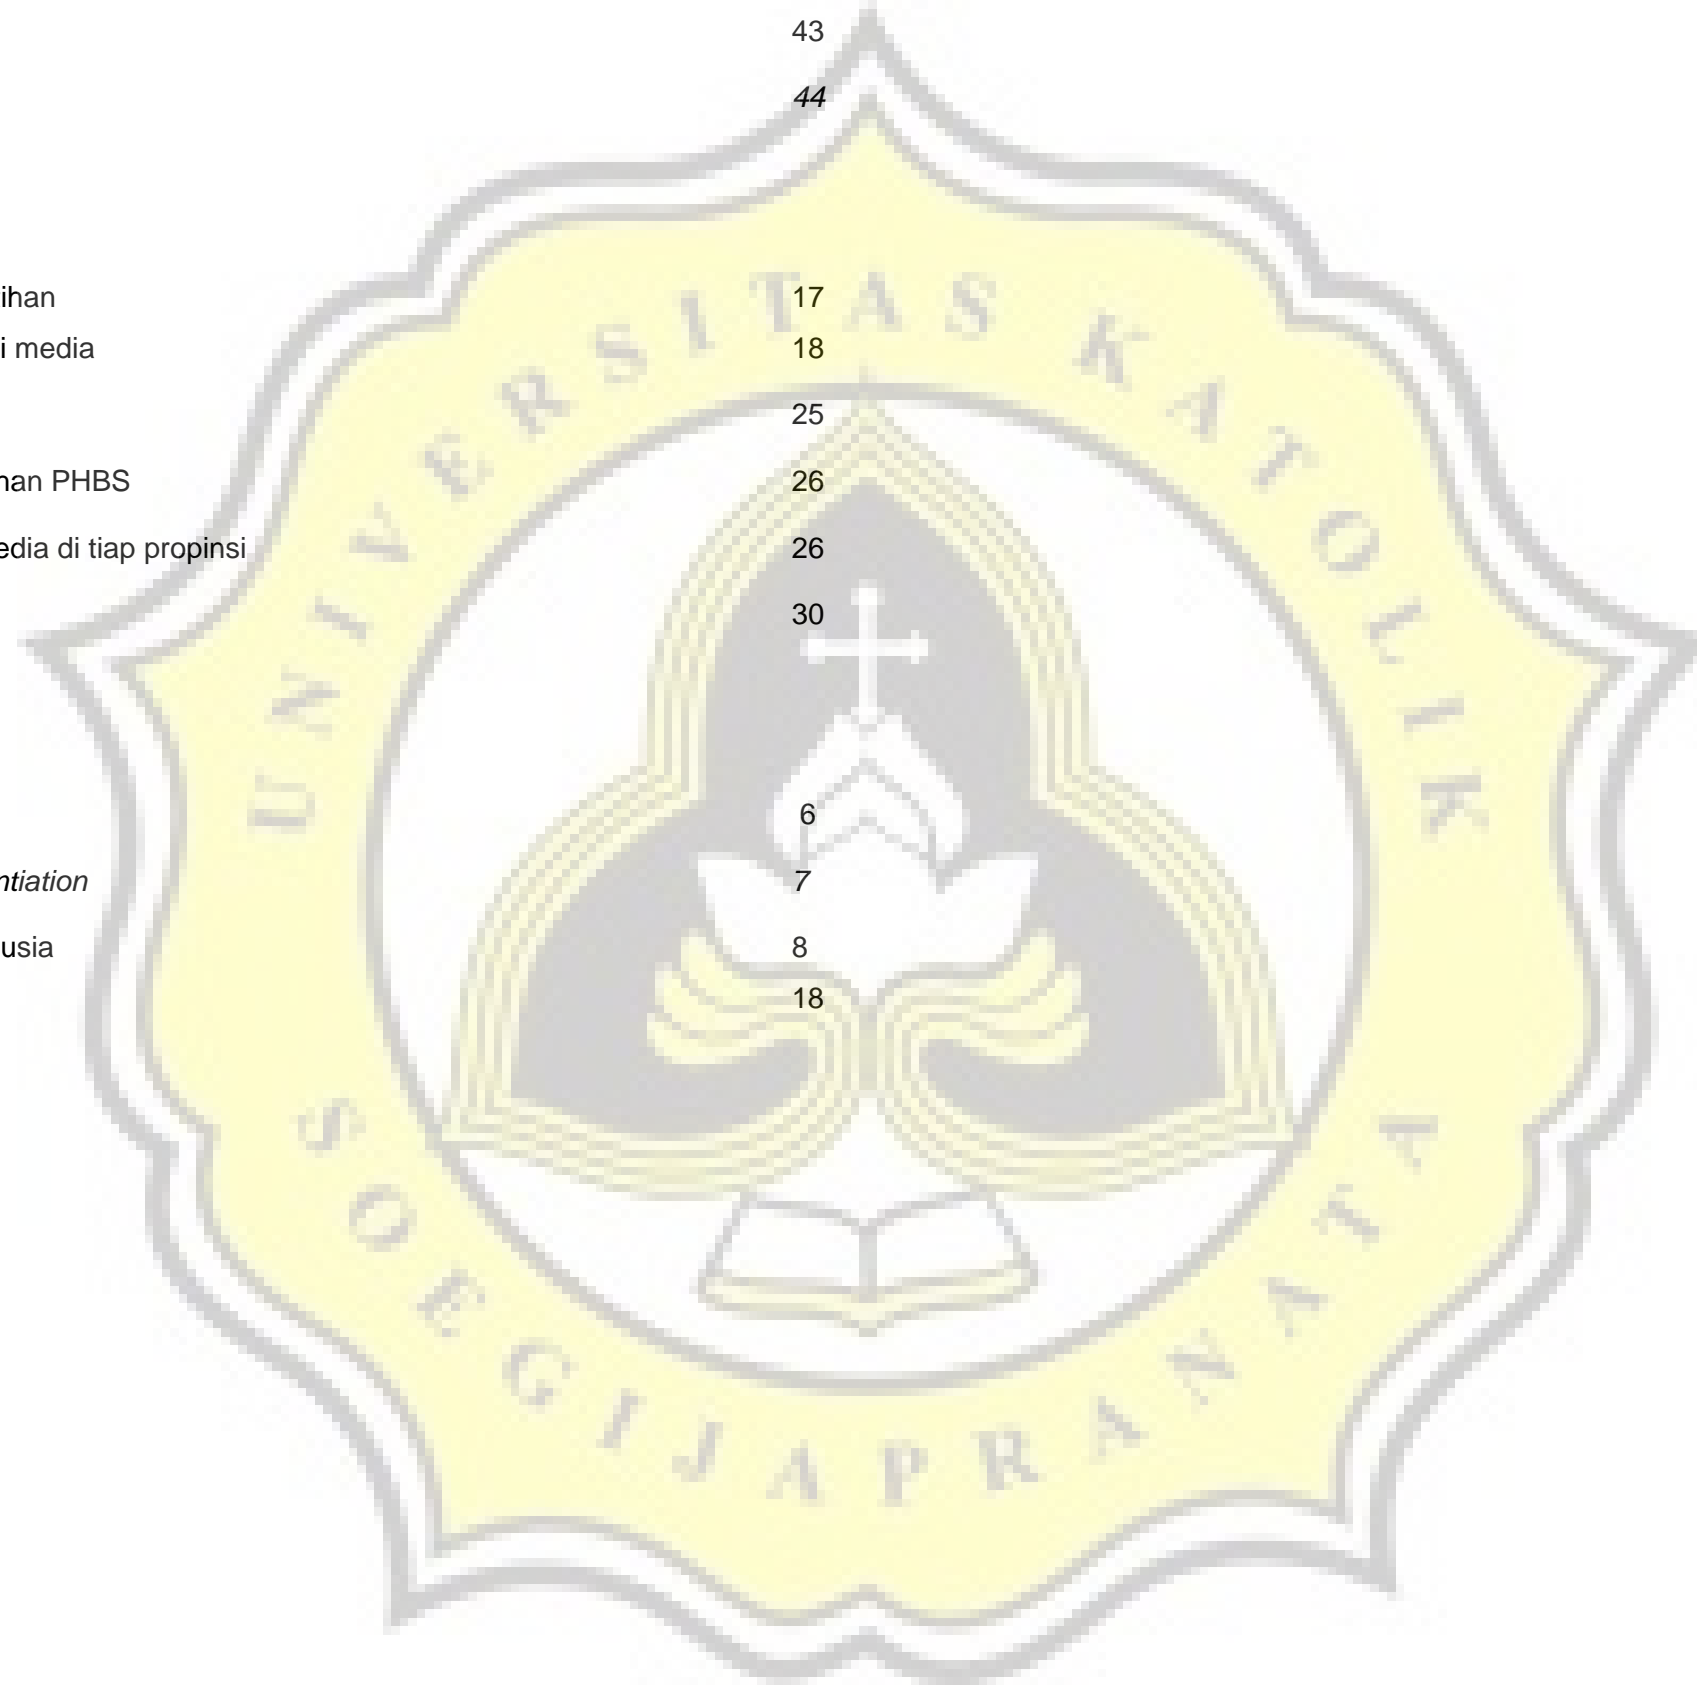 43
44
ihan 17
i media 18
25
nan PHBS 26
edia di tiap propinsi 26
30
6
ntiation 7
usia 8
18
UNIVERSITAS KATOLIK
SOEGIJAPRANATA